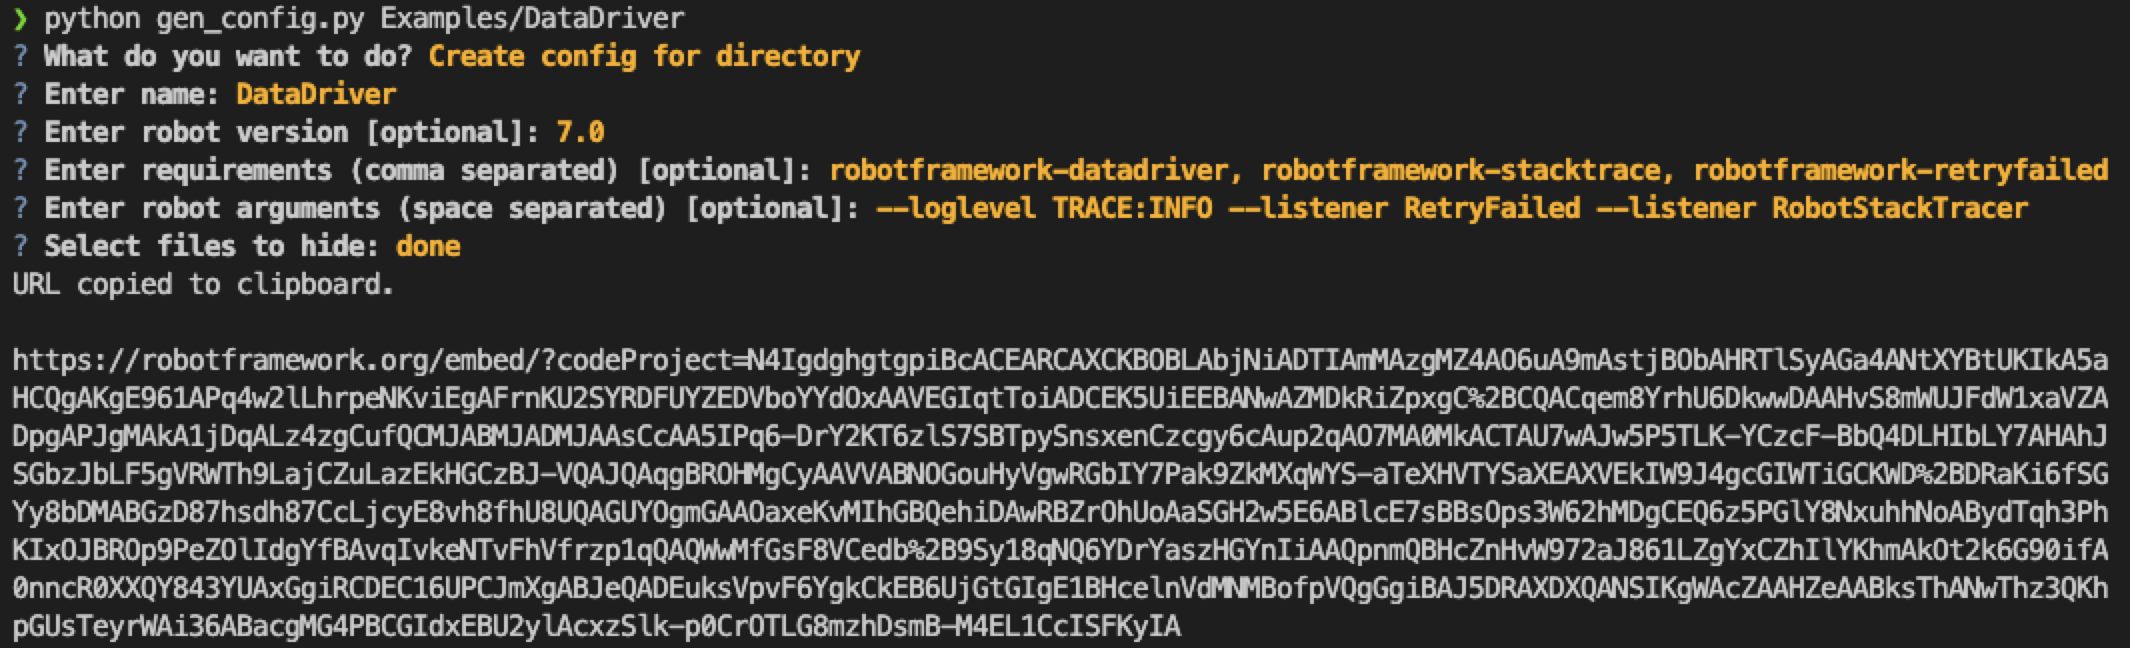 ❯ python gen_config.py Examples/DataDriver
? What do you want to do? Create config for directory
? Enter name: DataDriver
? Enter robot version [optional]: 7.0
? Enter requirements (comma separated) [optional]: robotframework-datadriver, robotframework-stacktrace, robotframework-retryfailed
? Enter robot arguments (space separated) [optional]: --loglevel TRACE:INFO --listener RetryFailed --listener RobotStackTracer
? Select files to hide: done
URL copied to clipboard.
https://robotframework.org/embed/?codeProject=N4IgdghgtgpiBcACEARCAXCKBOBLAbjNiADTIAmMAzgMZ4AO6uA9mAstjBObAHRTlSyAGa4ANtXYBtUKIkA5a
HCQgAKgE961APq4w2lLhrpeNKviEgAFrnKU2SYRDFUYZEDVboYYdOxAAVEGIqtToiADCEK5UiEEBANwAZMDkRiZpxgC%2BCQACqem8YrhU6DkwwDAAHvS8mWUJFdW1xaVZA
DpgAPJgMAkA1jDqALz4zgCufQCMJABMJADMJAAsCcAA5IPq6-DrY2KT6zlS7SBTpySnsxenCzcgy6cAup2qAO7MA0MkACTAU7wAJw5P5TLK-YCzcF-BbQ4DLHIbLY7AHAhJ
SGbzJbLF5gVRWTh9LajCZuLazEkHGCzBJ-VQAJQAqgBROHMgCyAAVVABNOGouHyVgwRGbIY7Pak9ZkMXqWYS-aTeXHVTYSaXEAXVEkIW9J4gcGIWTiGCKWD%2BDRaKi6fSG
Yy8bDMABGzD87hsdh87CcLjcyE8vh8fhU8UQAGUYOgmGAAOaxeKvMIhGBQehiDAwRBZrOhUoAaSGH2w5E6ABlcE7sBBsOps3W62hMDgCEQ6z5PGlY8NxuhhNoABydTqh3Ph
KIxOJBROp9PeZOlIdgYfBAvqIvkeNTvFhVfrzp1qQAQWwMfGsF8VCedb%2B9Sy18qNQ6YDrYaszHGYnIiAAQpnmQBHcZnHvW972aJ861LZgYxCZhIlYKhmAkOt2k6G90ifA
0nncR0XXQY843YUAxGgiRCDEC16UPCJmXgABJeQADEuksVpvF6YgkCkEB6UjGtGIgE1BHcelnVdMNMBofpVQgGgiBAJ5DRAXDXQANSIKgWAcZAAHZeAABksThANwThz3QKh
pGUsTeyrWAi36ABacgMG4PBCGIdxEBU2ylAcxzSlk-p0CrOTLG8mzhDsmB-M4EL1CcISFKyIA